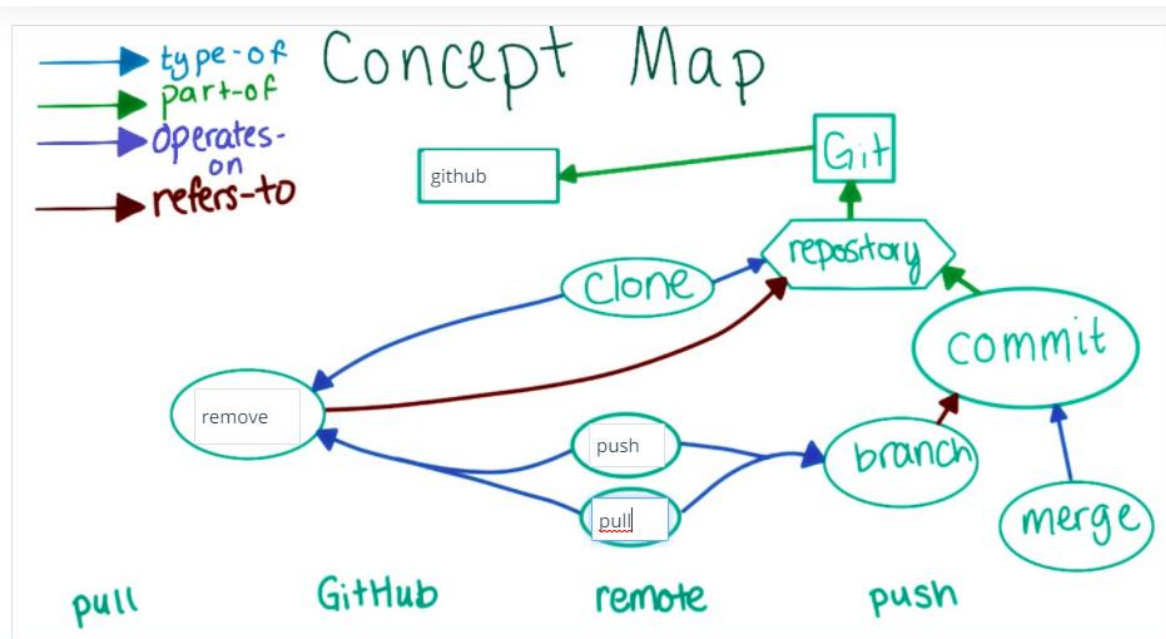 Concept Map
type-of
part-of
operates-
on
refers-to
Git
github
repository
clone
commit
remove
push
branch
pull
merge
pull GitHub remote push